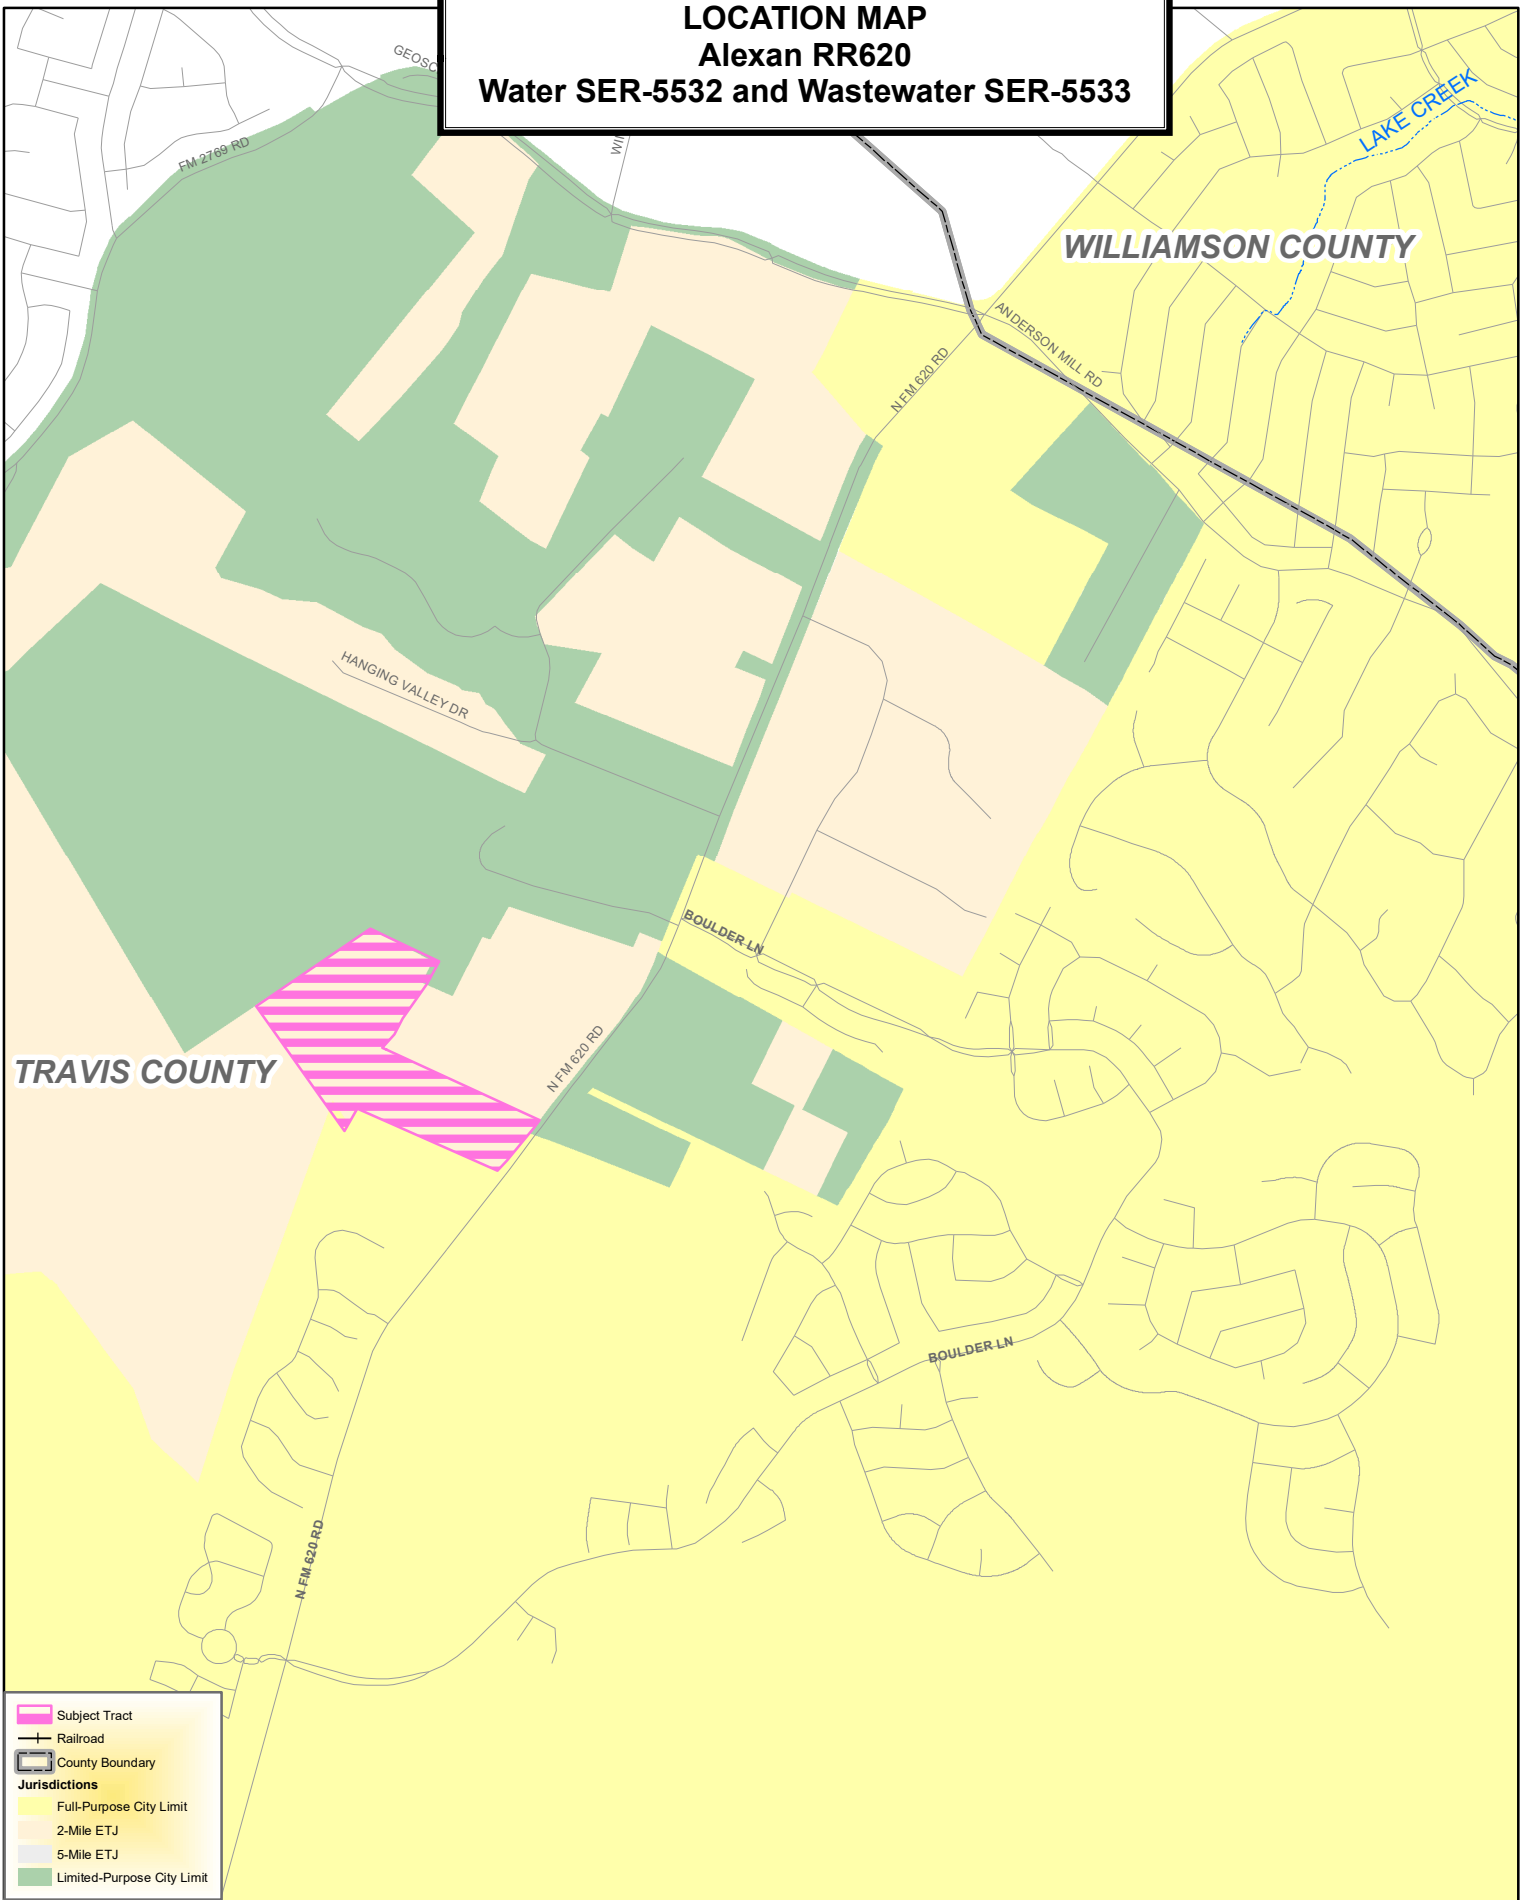 LOCATION MAP
Alexan RR620
Water SER-5532 and Wastewater SER-5533
LAKE CREEK
FM 2769 RD
WILLIAMSON COUNTY
ANDERSON MILL RD
N FM 620 RD
HANGING VALLEY DR
BOULDER LN
N FM 620 RD
TRAVIS COUNTY
BOULDER LN
N FM 620 RD
Subject Tract
Railroad
County Boundary
Jurisdictions
Full-Purpose City Limit
2-Mile ETJ
5-Mile ETJ
Limited-Purpose City Limit